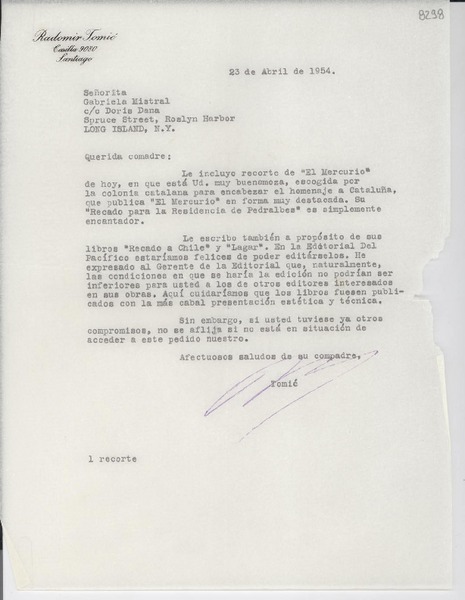 8298
Radomir Tomić
Casilla 9080
Santiago
23 de Abril de 1954.
Señorita
Gabriela Mistral
c/c Doris Dana
Spruce Street, Roslyn Harbor
LONG ISLAND, N.Y.
Querida comadre:
Le incluyo recorte de "El Mercurio"
de hoy, en que está Ud. muy buenomoza, escogida por
la colonia catalana para encabezar el homenaje a Cataluña,
que publica "El Mercurio" en forma muy destacada. Su
"Recado para la Residencia de Pedralbes" es simplemente
encantador.
Le escribo también a propósito de sus
libros "Recado a Chile" y "Lagar". En la Editorial Del
Pacífico estaríamos felices de poder editárselos. He
expresado al Gerente de la Editorial que, naturalmente,
las condiciones en que se haría la edición no podrían ser
inferiores para usted a los de otros editores interesados
en sus obras. Aquí cuidaríamos que los libros fuesen publi-
cados con la más cabal presentación estética y técnica.
Sin embargo, si usted tuviese ya otros
compromisos, no se aflija si no está en situación de
acceder a este pedido nuestro.
Afectuosos saludos de su compadre,
Tomić
1 recorte